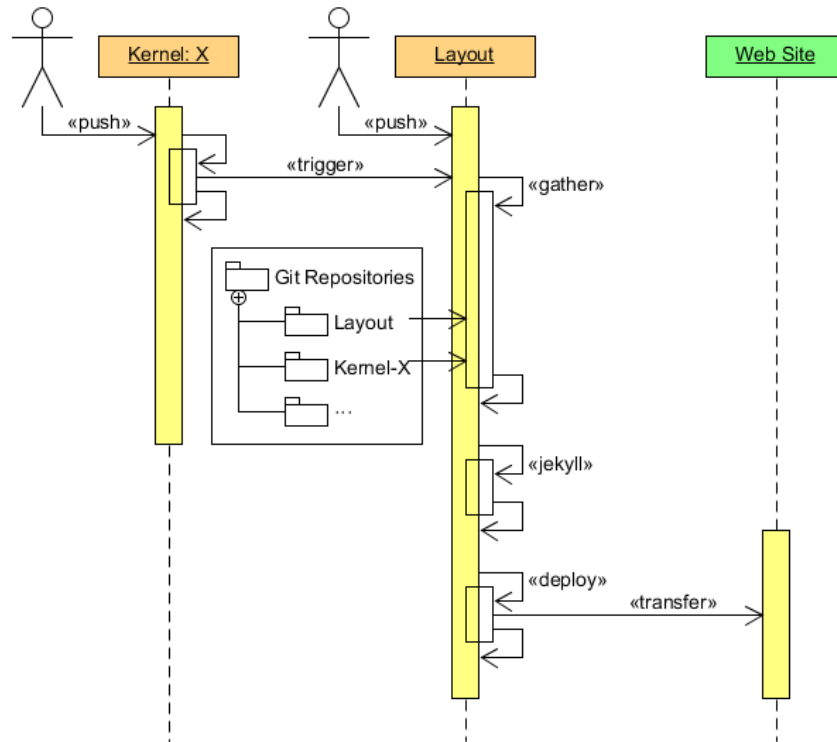 Kernel: X
Layout
Web Site
«push»
«push»
«trigger»
«gather»
Git Repositories
Layout
Kernel-X
...
«jekyll»
«deploy»
«transfer»